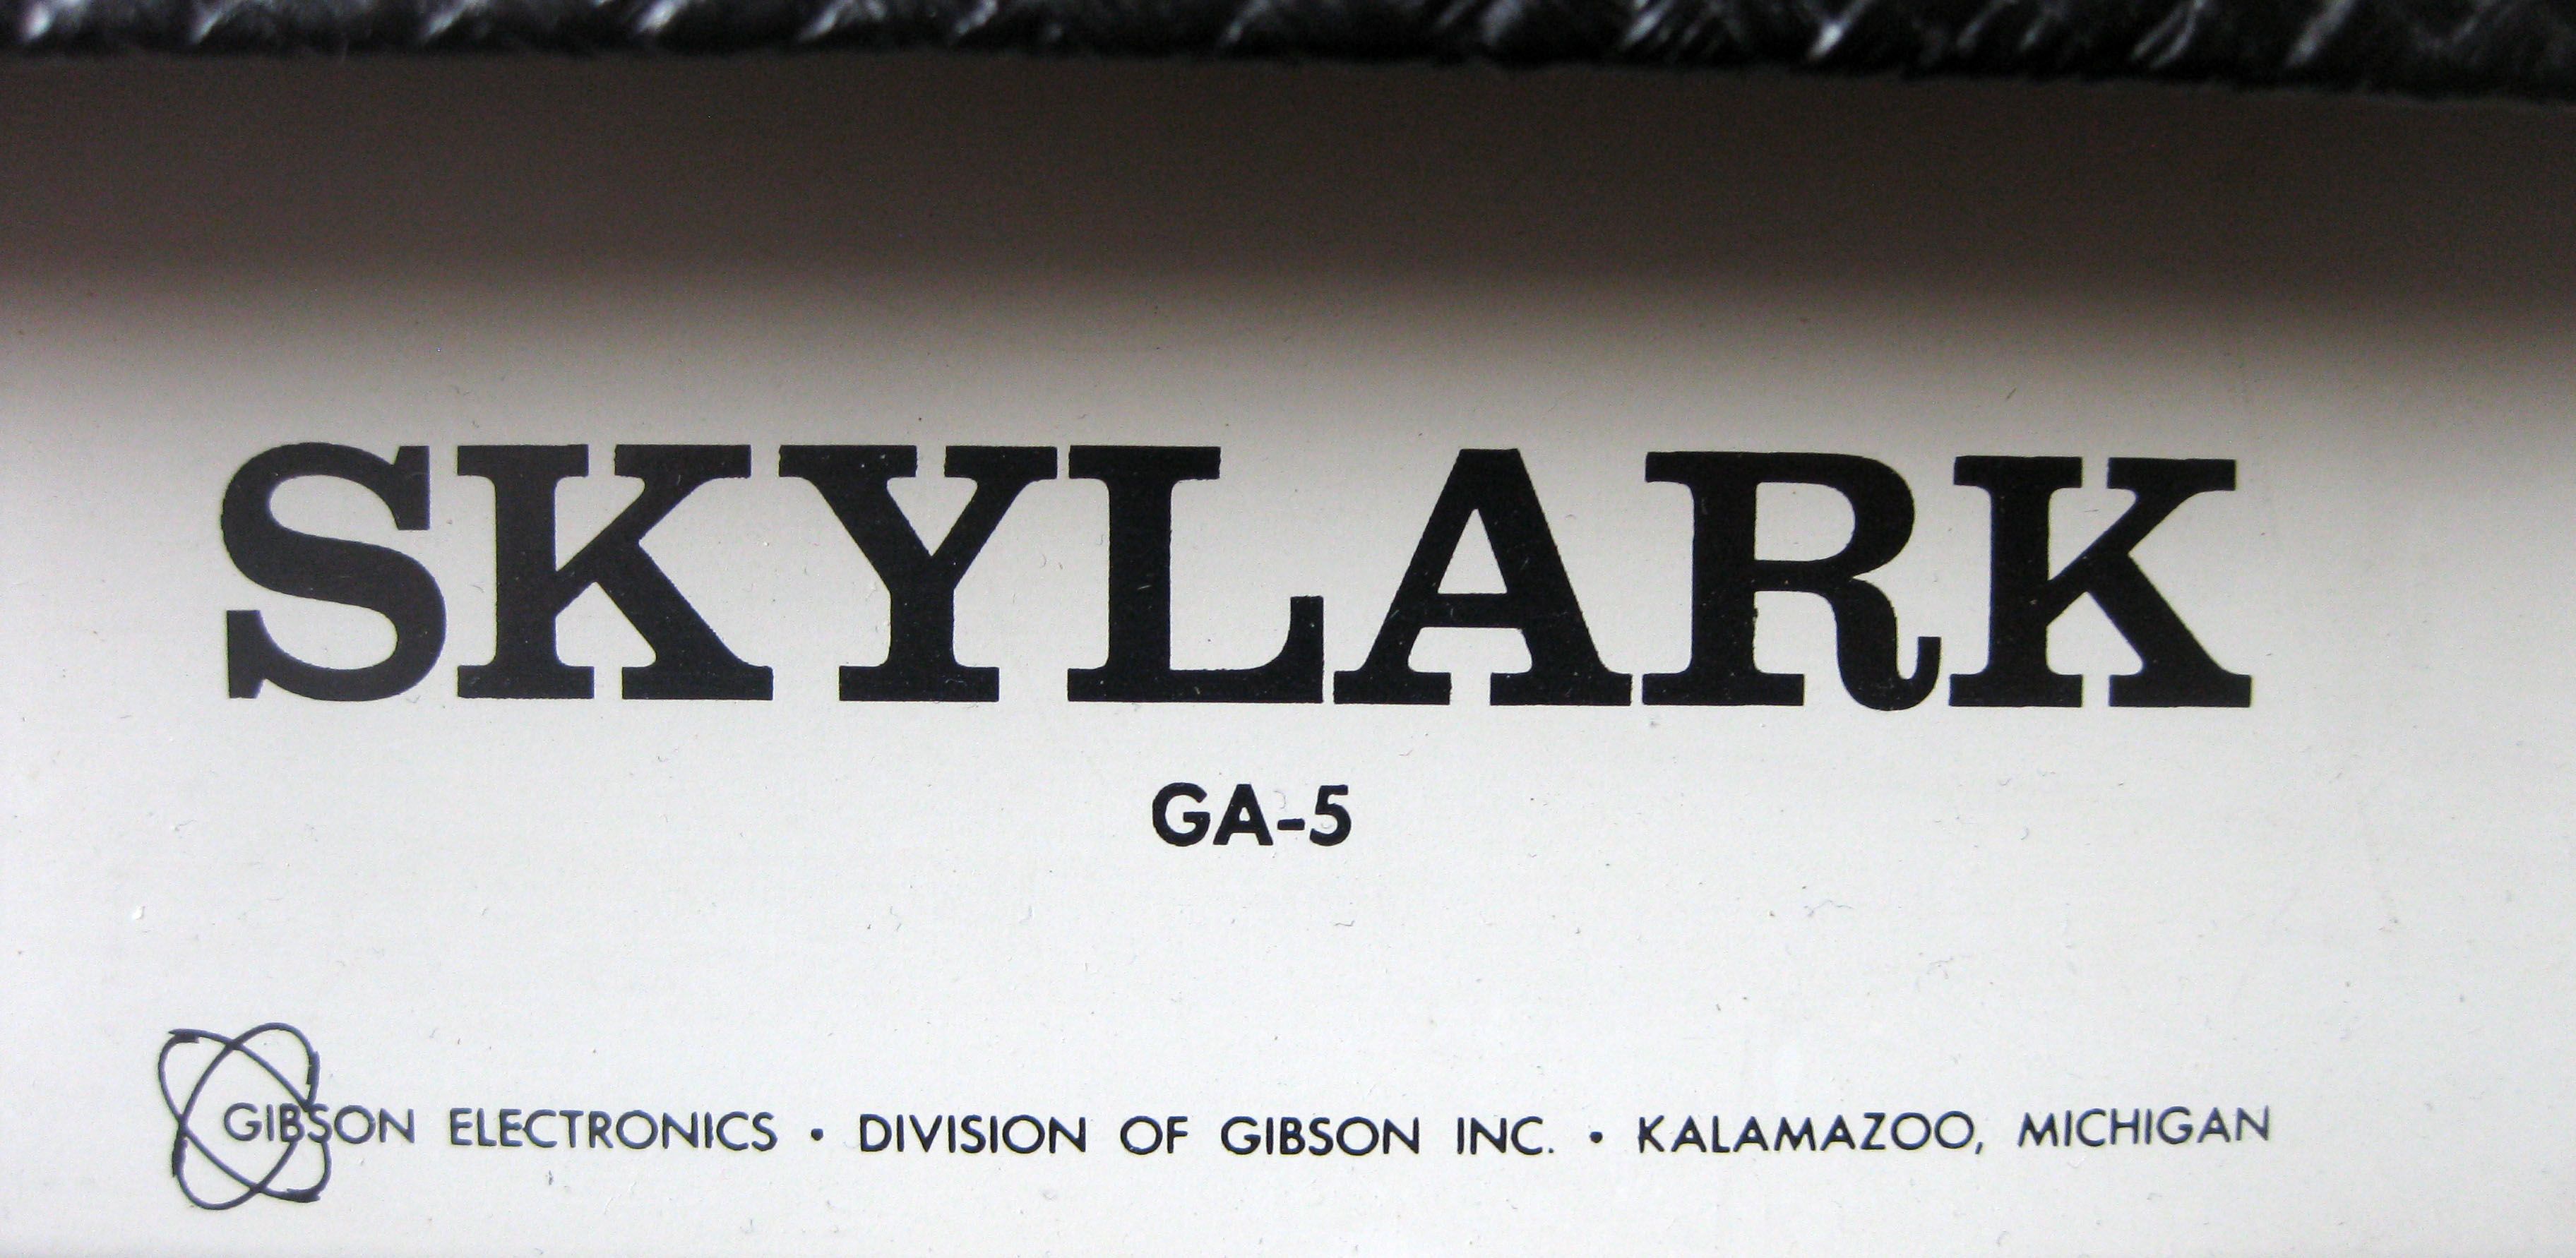 SKYLARK
GA-5
GIBSON ELECTRONICS • DIVISION OF GIBSON INC. • KALAMAZOO, MICHIGAN